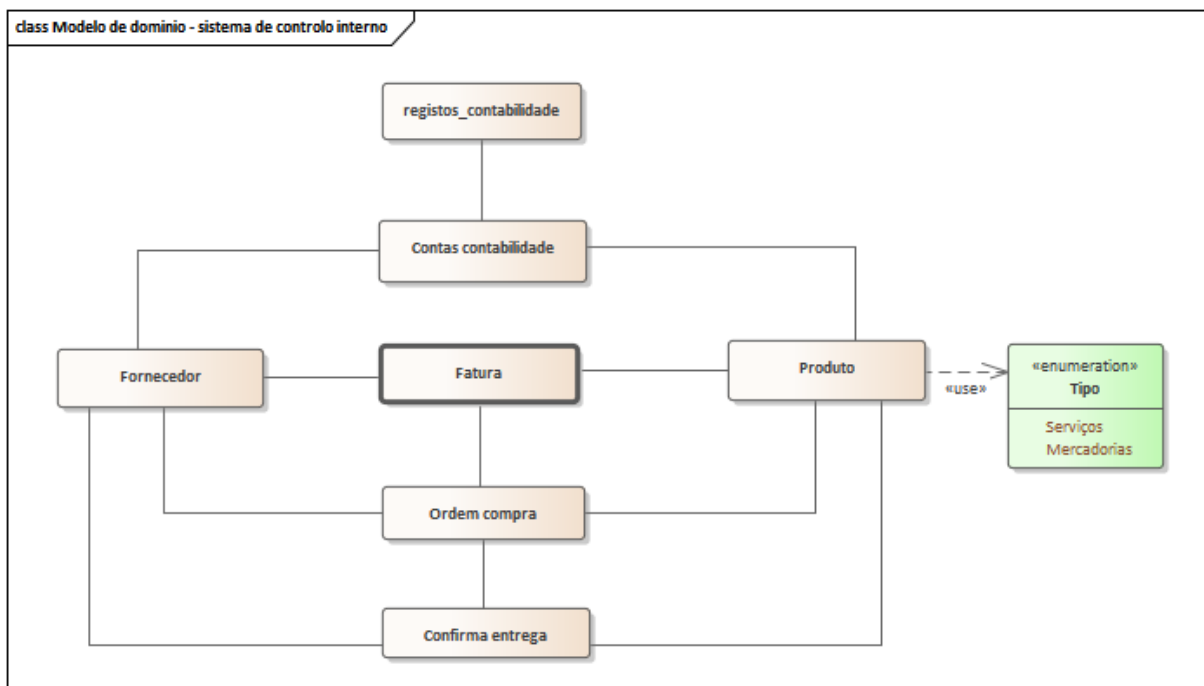 class Modelo de dominio - sistema de controlo interno
registos_contabilidade
Contas contabilidade
Fornecedor
Fatura
Produto
«use»
«enumeration»
Tipo
Serviços
Mercadorias
Ordem compra
Confirma entrega